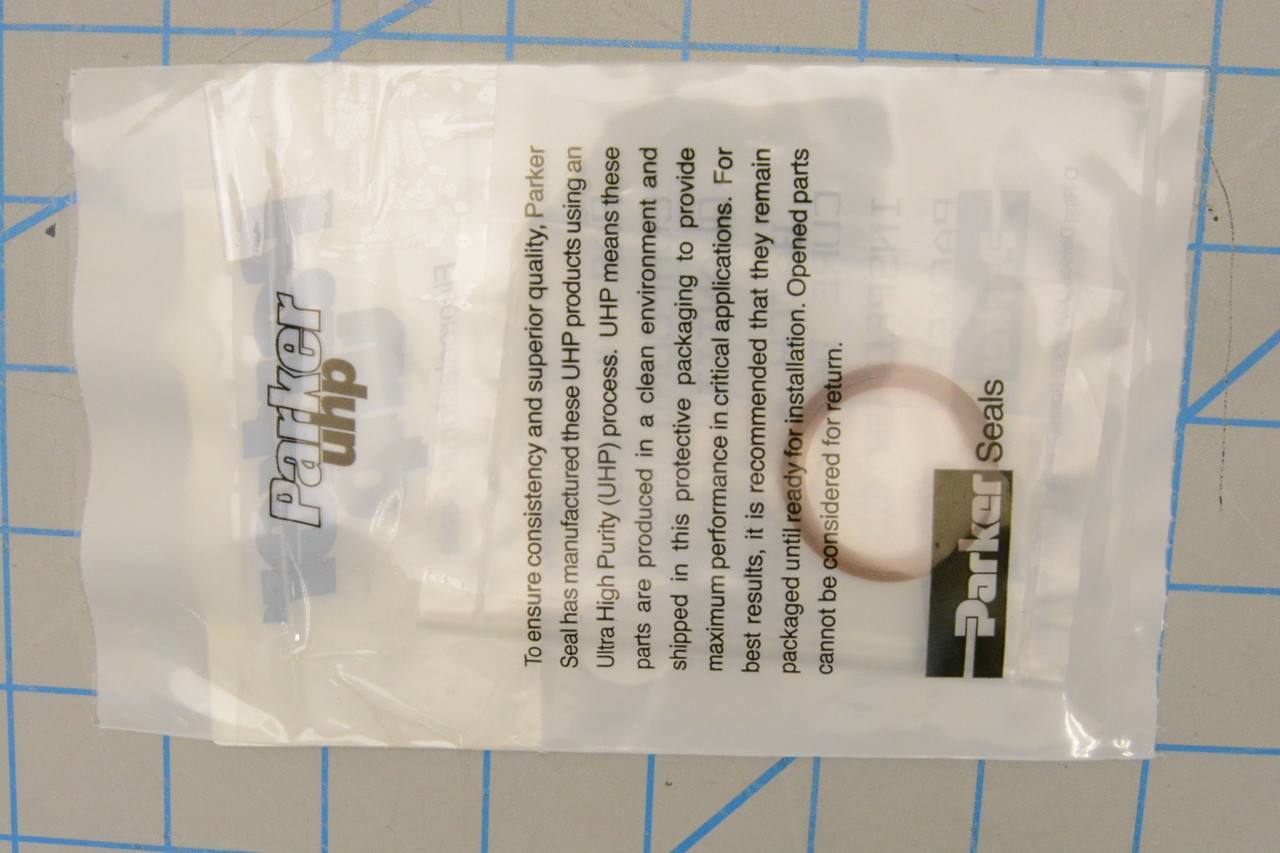 Parker
uhp
To ensure consistency and superior quality, Parker
Seal has manufactured these UHP products using an
Ultra High Purity (UHP) process. UHP means these
parts are produced in a clean environment and
shipped in this protective packaging to provide
maximum performance in critical applications. For
best results, it is recommended that they remain
packaged until ready for installation. Opened parts
cannot be considered for return.
Parker Seals